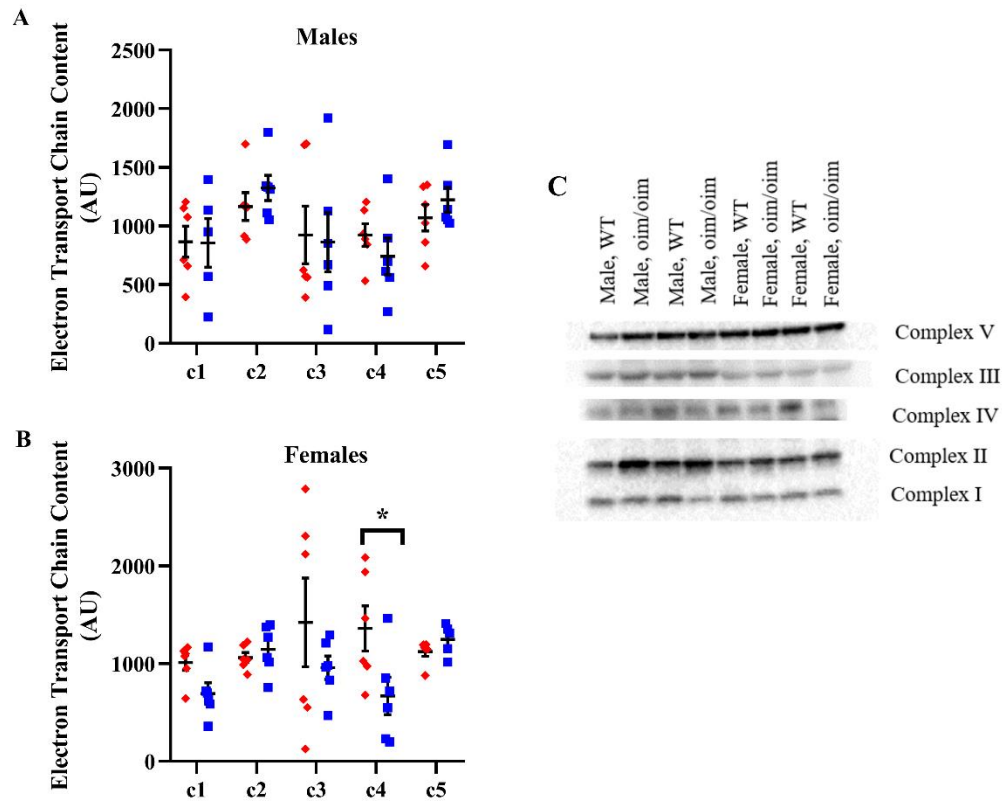 A
Males
Electron Transport Chain Content
(AU)
2500
2000
1500
1000
500
0
c1 c2 c3 c4 c5
B
Females
Electron Transport Chain Content
(AU)
3000
2000
1000
0
*
c1 c2 c3 c4 c5
C
Male, WT
Male, oim/oim
Male, WT
Male, oim/oim
Female, WT
Female, oim/oim
Female, WT
Female, oim/oim
Complex V
Complex III
Complex IV
Complex II
Complex I